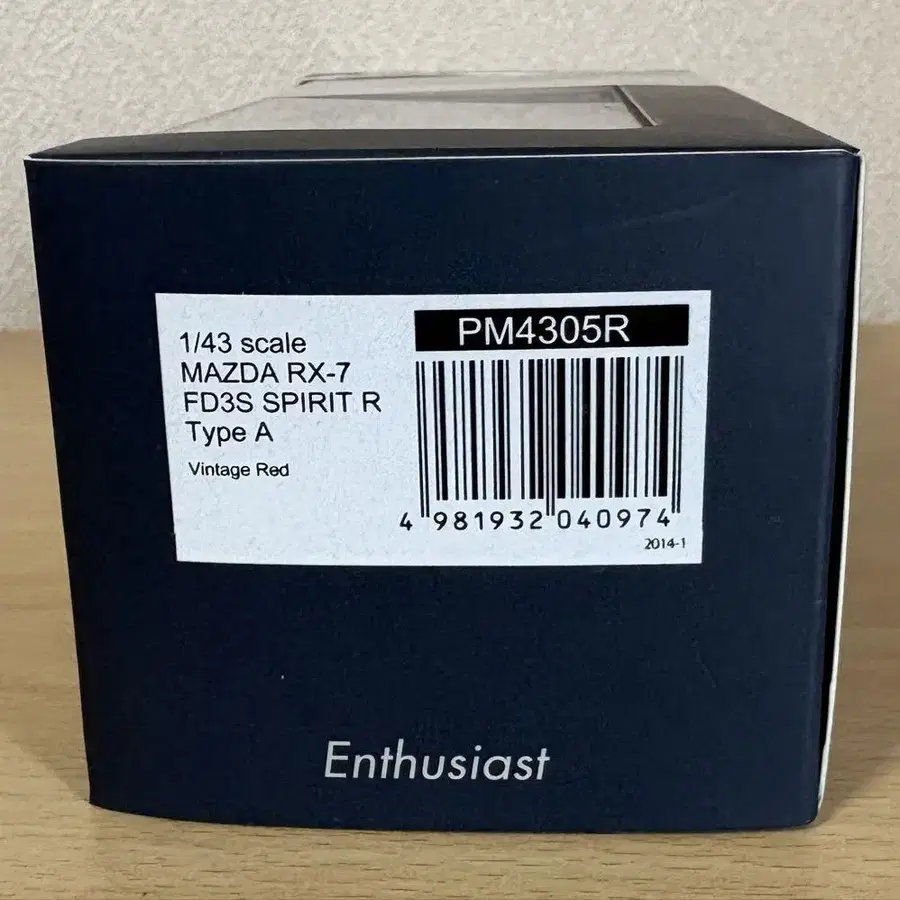 1/43 scale
MAZDA RX-7
FD3S SPIRIT R
Type A
Vintage Red
PM4305R
4 981932 040974
2014-1
Enthusiast